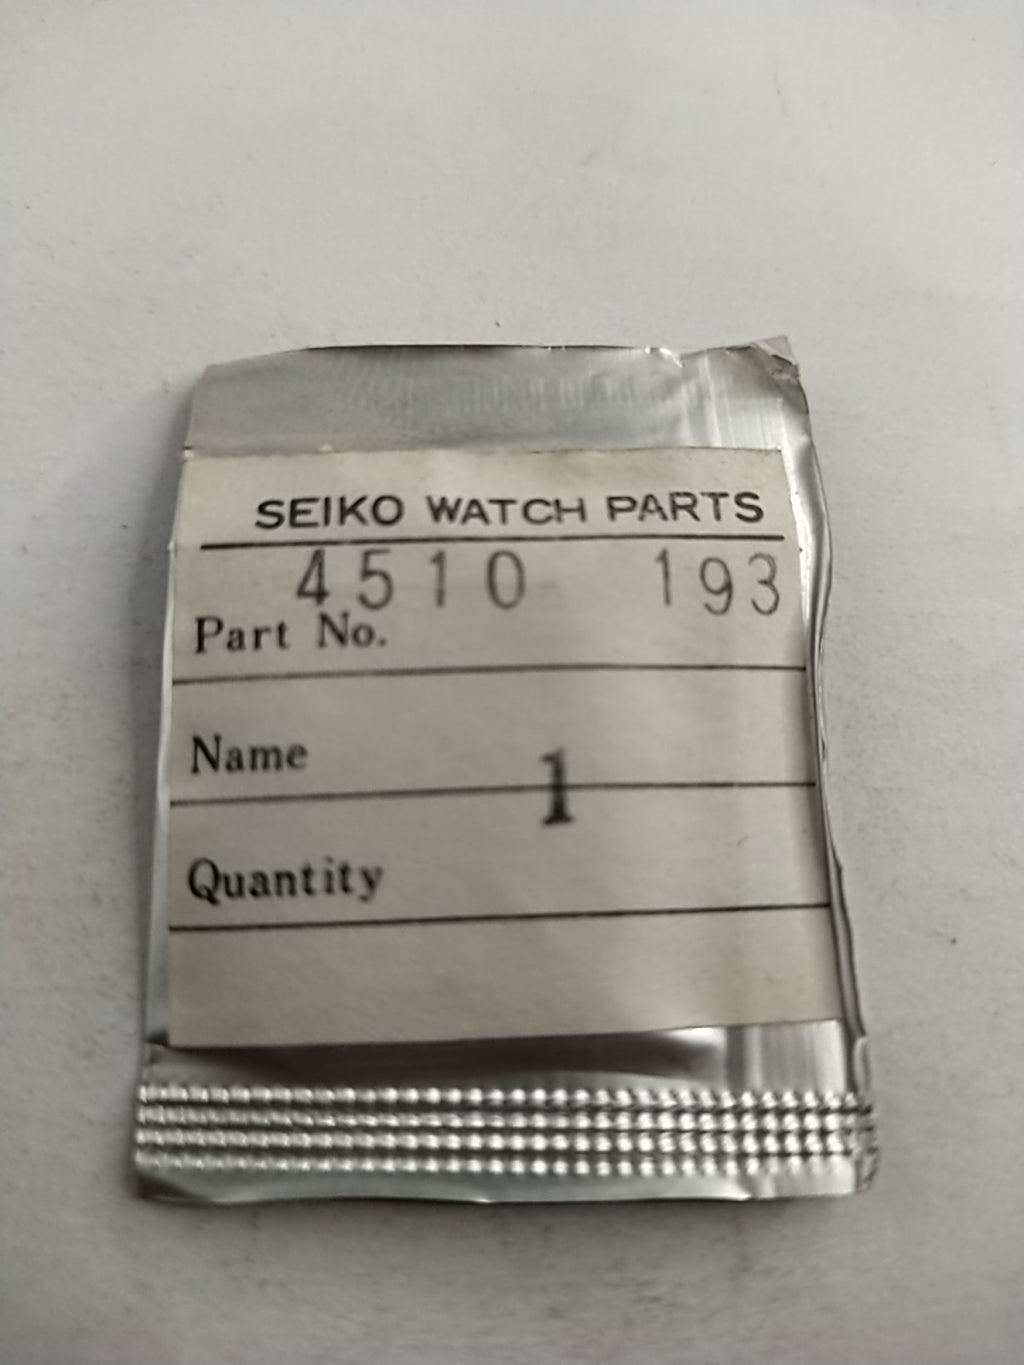 SEIKO WATCH PARTS
4510 193
Part No.
Name
1
Quantity